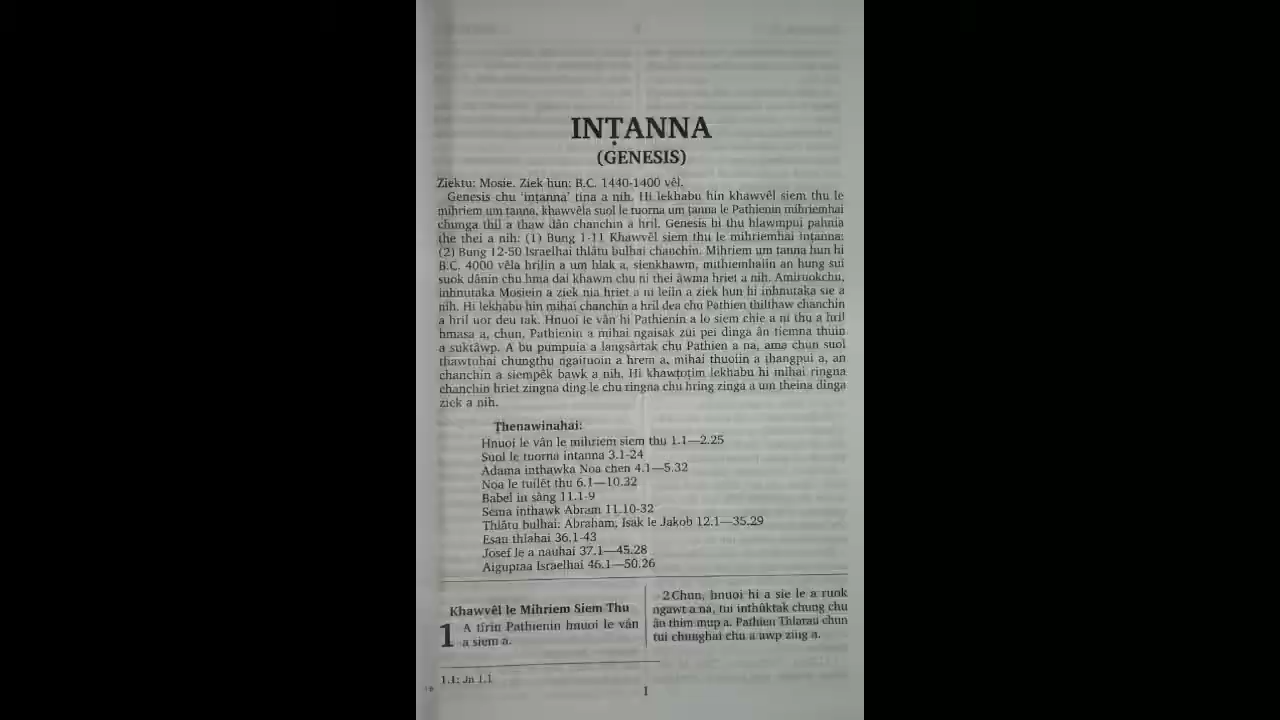 INṬANNA
(GENESIS)
Ziektu: Mosie. Ziek hun: B.C. 1440-1400 vêl.
Genesis chu 'inṭanna' tina a nih. Hi lekhabu hin khawvêl siem thu le
mihriem um ṭanna, khawvêla suol le tuorna um ṭanna le Pathienin mihriemhai
chunga thil a thaw dân chanchin a hril. Genesis hi thu hlawmpui pahnia
ṭhe thei a nih: (1) Bung 1-11 Khawvêl siem thu le mihriemhai inṭanna:
(2) Bung 12-50 Israelhai thlâtu bulhai chanchin. Mihriem um ṭanna hun hi
B.C. 4000 vêla hrilin a um hlak a, sienkhawm, mithiemhaiin an hung sui
suok dânin chu hma dai khawm chu ni thei âwma hriet a nih. Amiruokchu,
inhnutaka Mosiein a ziek nia hriet a ni leiin a ziek hun hi inhnutaka sie a
nih. Hi lekhabu hin mihai chanchin a hril dea chu Pathien thilthaw chanchin
a hril uor deu tak. Hnuoi le vân hi Pathienin a lo siem chie a ni thu a hril
hmasa a, chun, Pathienin a mihai ngaisak zui pei dinga ân tiemna thuin
a suktâwp. A bu pumpuia a langsârtak chu Pathien a na, ama chun suol
thawtuhai chungthu ngaituoin a hrem a, mihai thuoiin a ṭhangpui a, an
chanchin a siempêk bawk a nih. Hi khawṭoṭim lekhabu hi mihai ringna
chanchin hriet zingna ding le chu ringna chu hring zinga a um theina dinga
ziek a nih.
Thenawinahai:
Hnuoi le vân le mihriem siem thu 1.1—2.25
Suol le tuorna intanna 3.1-24
Adama inthawka Noa chen 4.1—5.32
Noa le tuilêt thu 6.1—10.32
Babel in sâng 11.1-9
Sema inthawk Abram 11.10-32
Thlâtu bulhai: Abraham, Isak le Jakob 12.1—35.29
Esau thlahai 36.1-43
Josef le a nauhai 37.1—45.28
Aiguptaa Israelhai 46.1—50.26
Khawvêl le Mihriem Siem Thu
1 A tîrin Pathienin hnuoi le vân
a siem a.
1.1: Jn 1.1
2 Chun, hnuoi hi a sie le a ruok
ngawt a na, tui inthûktak chung chu
ân thim mup a. Pathien Thlarau chun
tui chunghai chu a awp zing a.
1